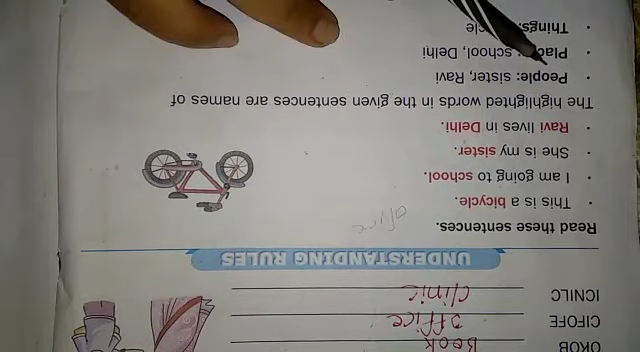 OKOB Book
CIFOFE office
ICNILC clinic
UNDERSTANDING RULES
Read these sentences.
• This is a bicycle.
• I am going to school.
• She is my sister.
• Ravi lives in Delhi.
The highlighted words in the given sentences are names of
• People: sister, Ravi
• school, Delhi
• Things: